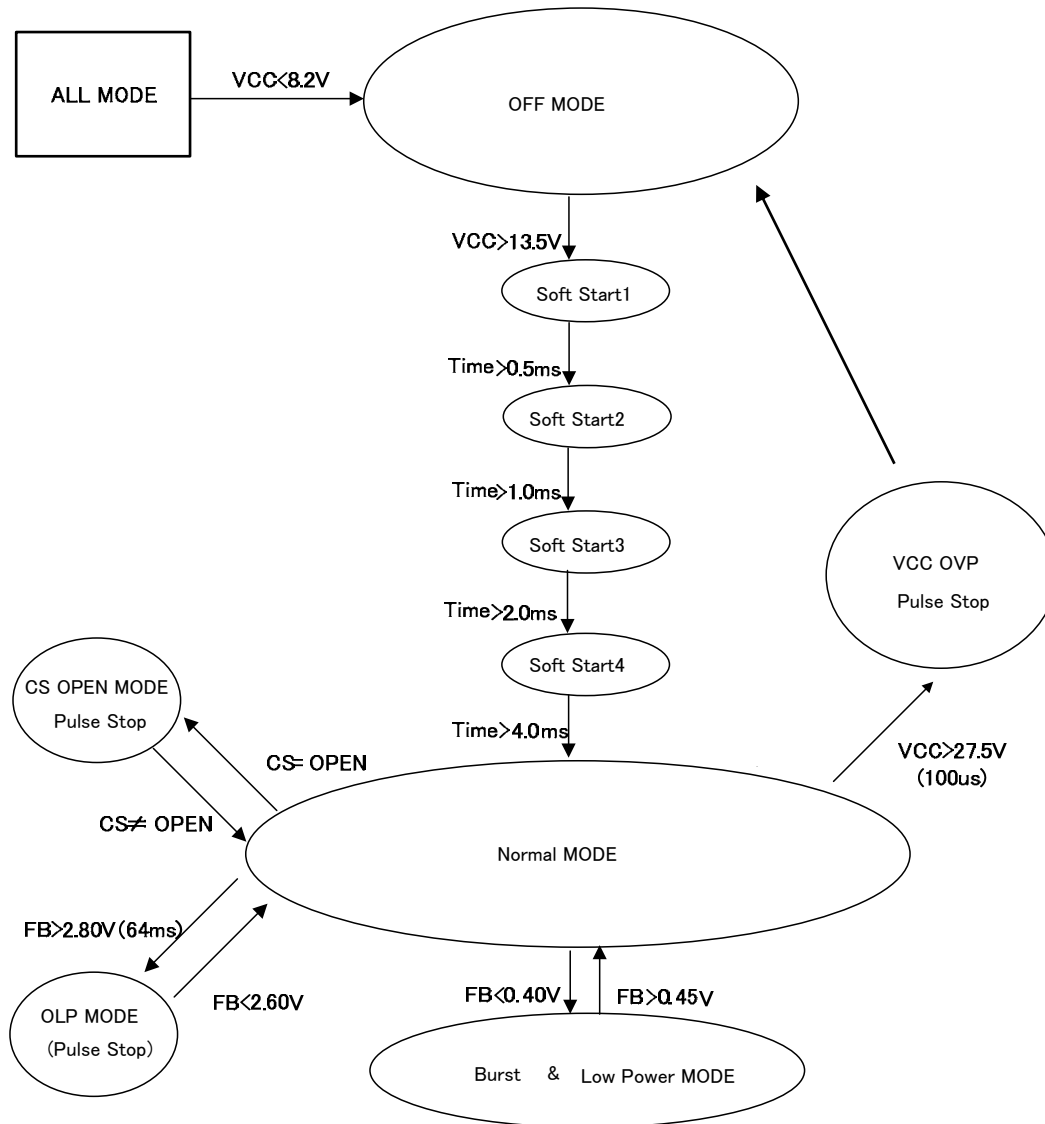 ALL MODE
VCC<8.2V
OFF MODE
VCC>13.5V
Soft Start1
Time>0.5ms
Soft Start2
Time>1.0ms
Soft Start3
Time>2.0ms
Soft Start4
Time>4.0ms
VCC OVP
Pulse Stop
CS OPEN MODE
Pulse Stop
CS= OPEN
CS≠ OPEN
VCC>27.5V
(100us)
Normal MODE
FB>2.80V(64ms)
FB<2.60V
OLP MODE
(Pulse Stop)
FB<0.40V
FB>0.45V
Burst & Low Power MODE